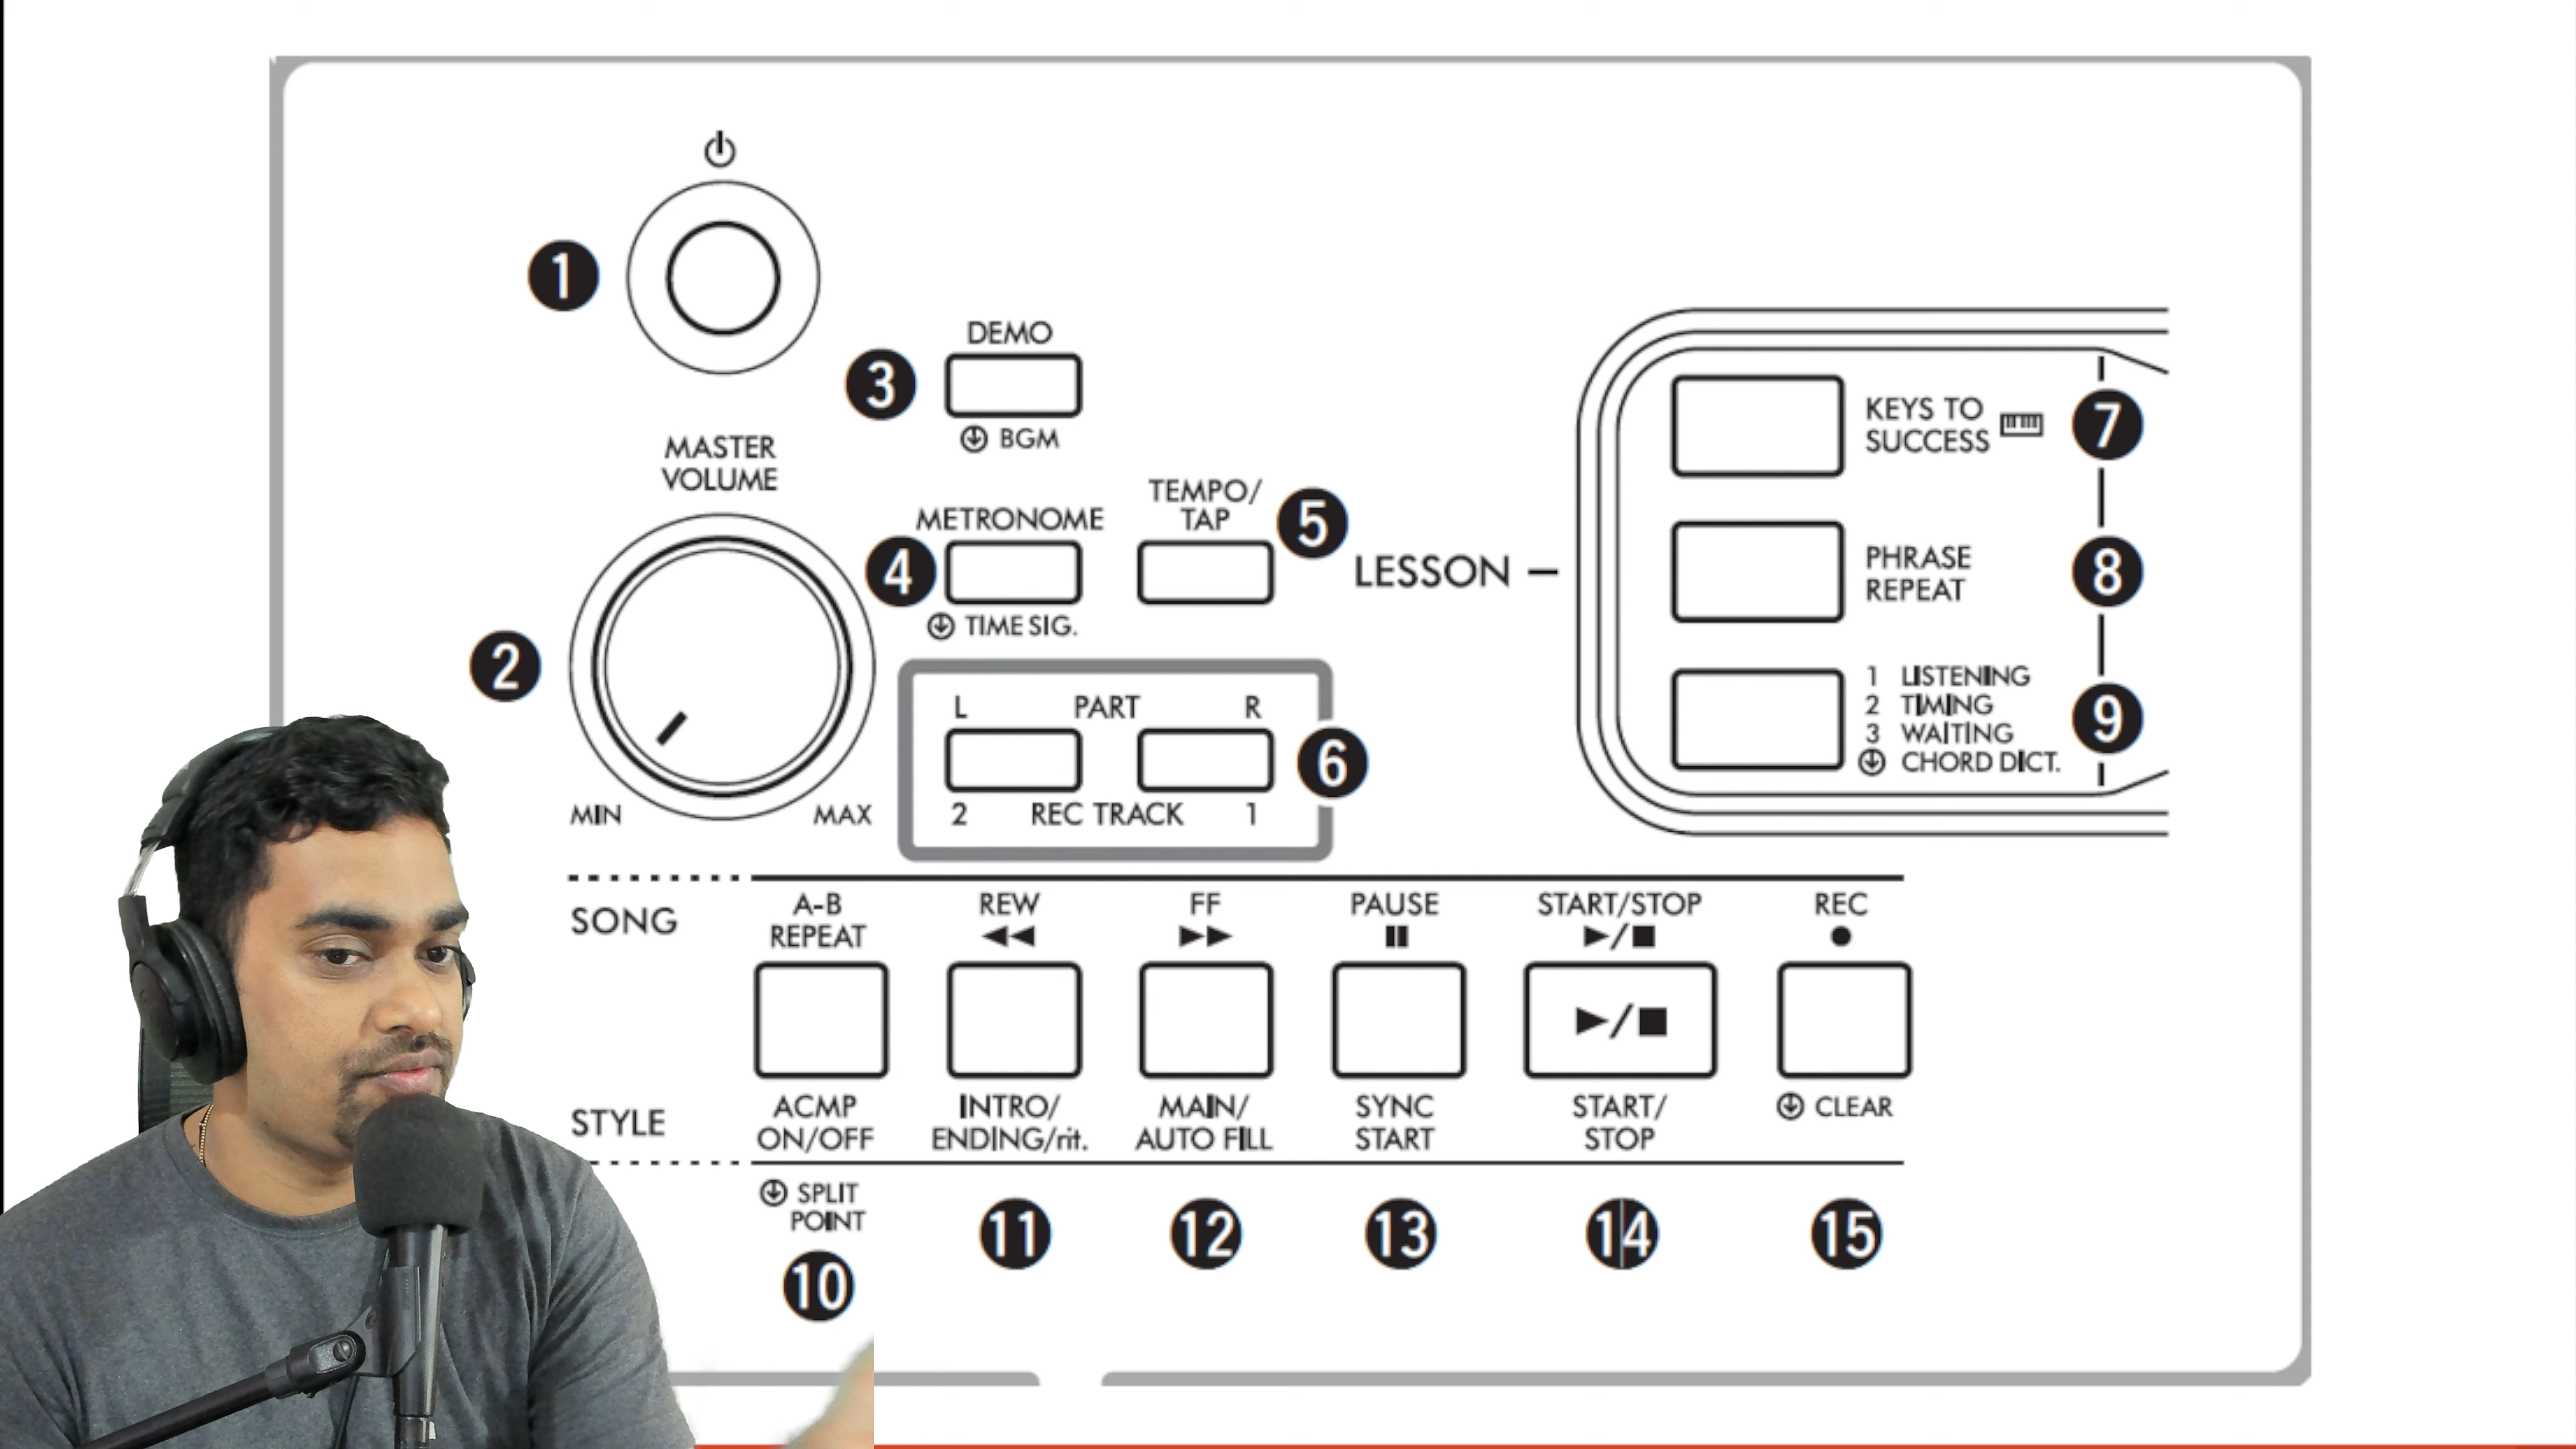 1
DEMO
3
BGM
MASTER
VOLUME
KEYS TO
SUCCESS
7
METRONOME
TEMPO/
TAP
5
4
TIME SIG.
LESSON
PHRASE
REPEAT
8
2
L PART R
6
2 REC TRACK 1
MIN MAX
1 LISTENING
2 TIMING
3 WAITING
CHORD DICT.
9
SONG
A-B
REPEAT
REW
FF
PAUSE
START/STOP
REC
STYLE
ACMP
ON/OFF
INTRO/
ENDING/rit.
MAIN/
AUTO FILL
SYNC
START
START/
STOP
CLEAR
SPLIT
POINT
10
11
12
13
14
15